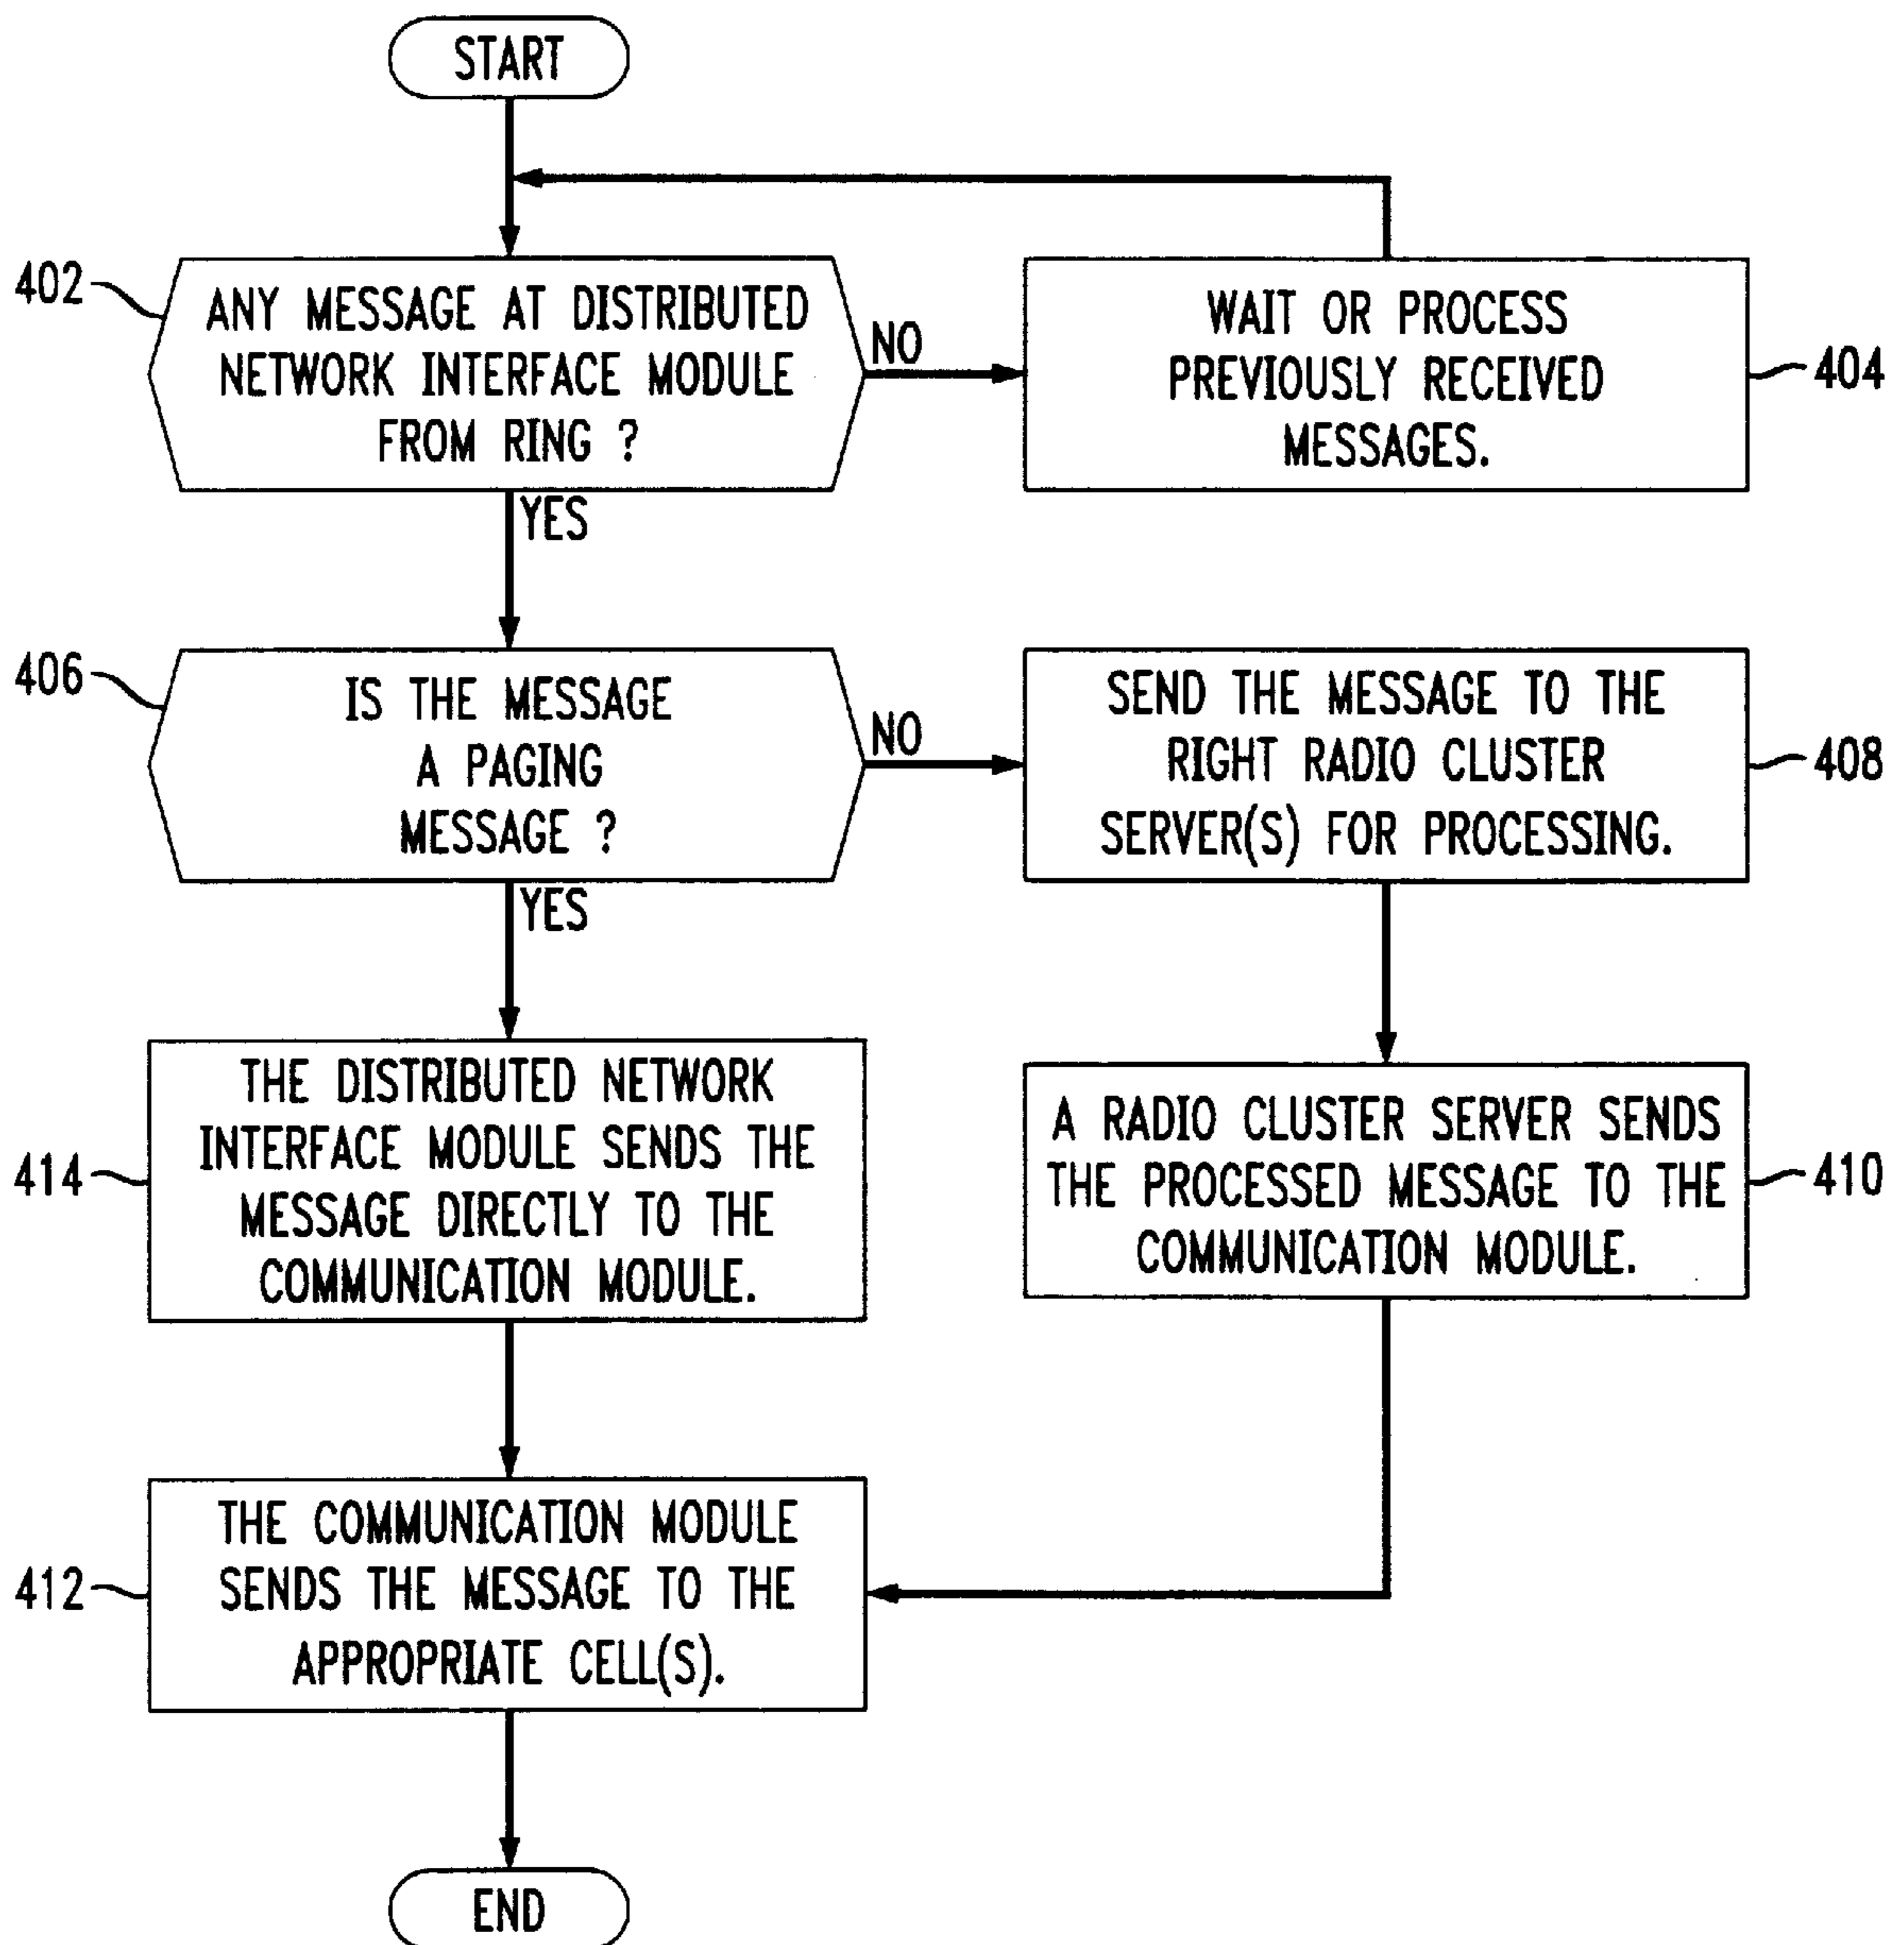 START
402
ANY MESSAGE AT DISTRIBUTED
NETWORK INTERFACE MODULE
FROM RING ?
NO
WAIT OR PROCESS
PREVIOUSLY RECEIVED
MESSAGES.
404
YES
406
IS THE MESSAGE
A PAGING
MESSAGE ?
NO
SEND THE MESSAGE TO THE
RIGHT RADIO CLUSTER
SERVER(S) FOR PROCESSING.
408
YES
414
THE DISTRIBUTED NETWORK
INTERFACE MODULE SENDS THE
MESSAGE DIRECTLY TO THE
COMMUNICATION MODULE.
A RADIO CLUSTER SERVER SENDS
THE PROCESSED MESSAGE TO THE
COMMUNICATION MODULE.
410
412
THE COMMUNICATION MODULE
SENDS THE MESSAGE TO THE
APPROPRIATE CELL(S).
END